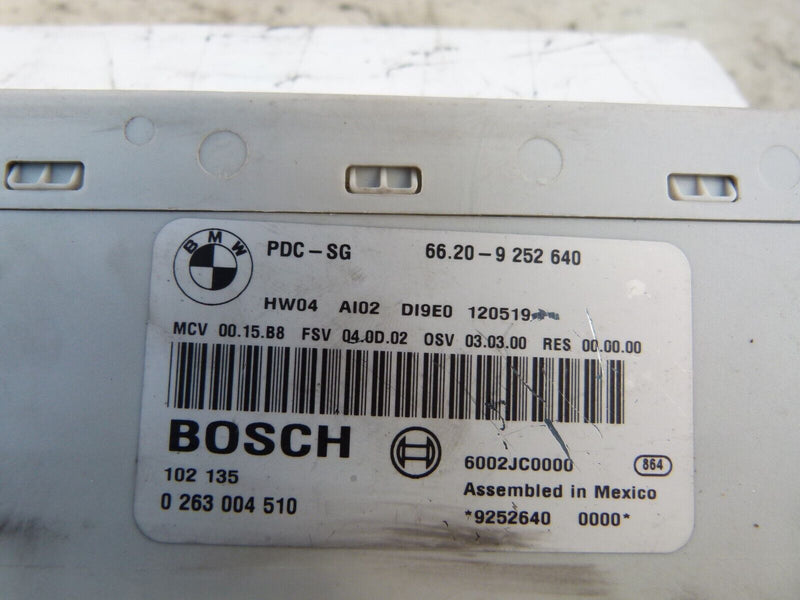 BMW
PDC-SG 66.20-9 252 640
HW04 AI02 DI9E0 120519
MCV 00.15.B8 FSV 04.0D.02 OSV 03.03.00 RES 00.00.00
BOSCH
6002JC0000 864
102 135
Assembled in Mexico
0 263 004 510
*9252640 0000*